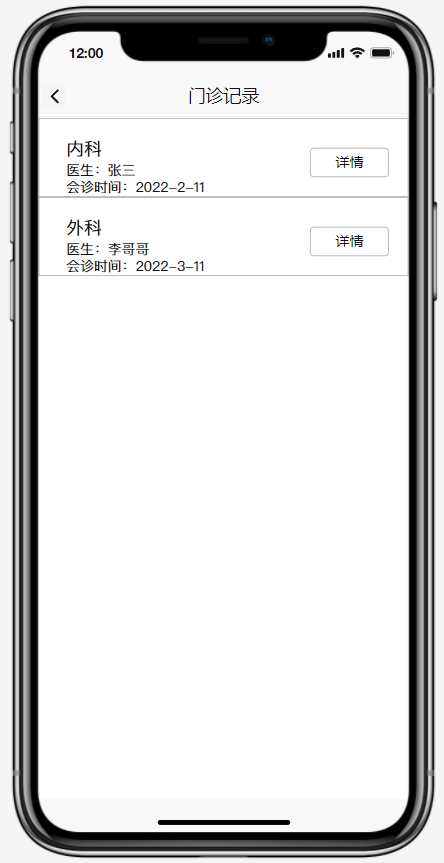 12:00
门诊记录
内科
医生：张三
会诊时间：2022-2-11
详情
外科
医生：李哥哥
会诊时间：2022-3-11
详情